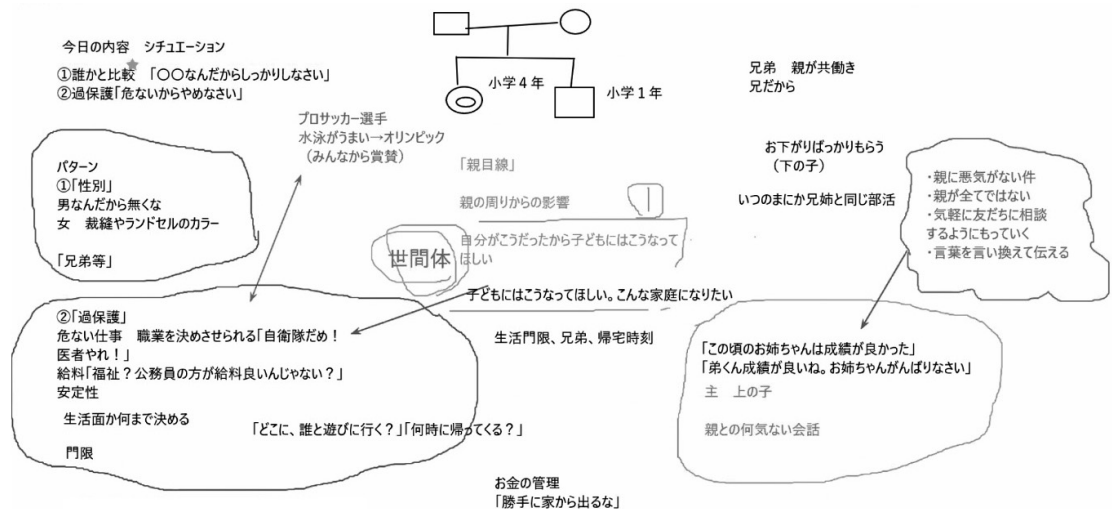 今日の内容　シチュエーション
①誰かと比較　「〇〇なんだからしっかりしなさい」
②過保護「危ないからやめなさい」
小学4年
小学1年
兄弟　親が共働き
兄だから
プロサッカー選手
水泳がうまい→オリンピック
（みんなから賞賛）
パターン
①「性別」
男なんだから無くな
女　裁縫やランドセルのカラー
「兄弟等」
「親目線」
親の周りからの影響
自分がこうだったから子どもにはこうなって
ほしい
世間体
子どもにはこうなってほしい。こんな家庭になりたい
生活門限、兄弟、帰宅時刻
お下がりばっかりもらう
（下の子）
いつのまにか兄姉と同じ部活
・親に悪気がない件
・親が全てではない
・気軽に友だちに相談
するようにもっていく
・言葉を言い換えて伝える
②「過保護」
危ない仕事　職業を決めさせられる「自衛隊だめ！
医者やれ！」
給料「福祉？公務員の方が給料良いんじゃない？」
安定性
生活面か何まで決める
「どこに、誰と遊びに行く？」「何時に帰ってくる？」
門限
「この頃のお姉ちゃんは成績が良かった」
「弟くん成績が良いね。お姉ちゃんがんばりなさい」
主　上の子
親との何気ない会話
お金の管理
「勝手に家から出るな」